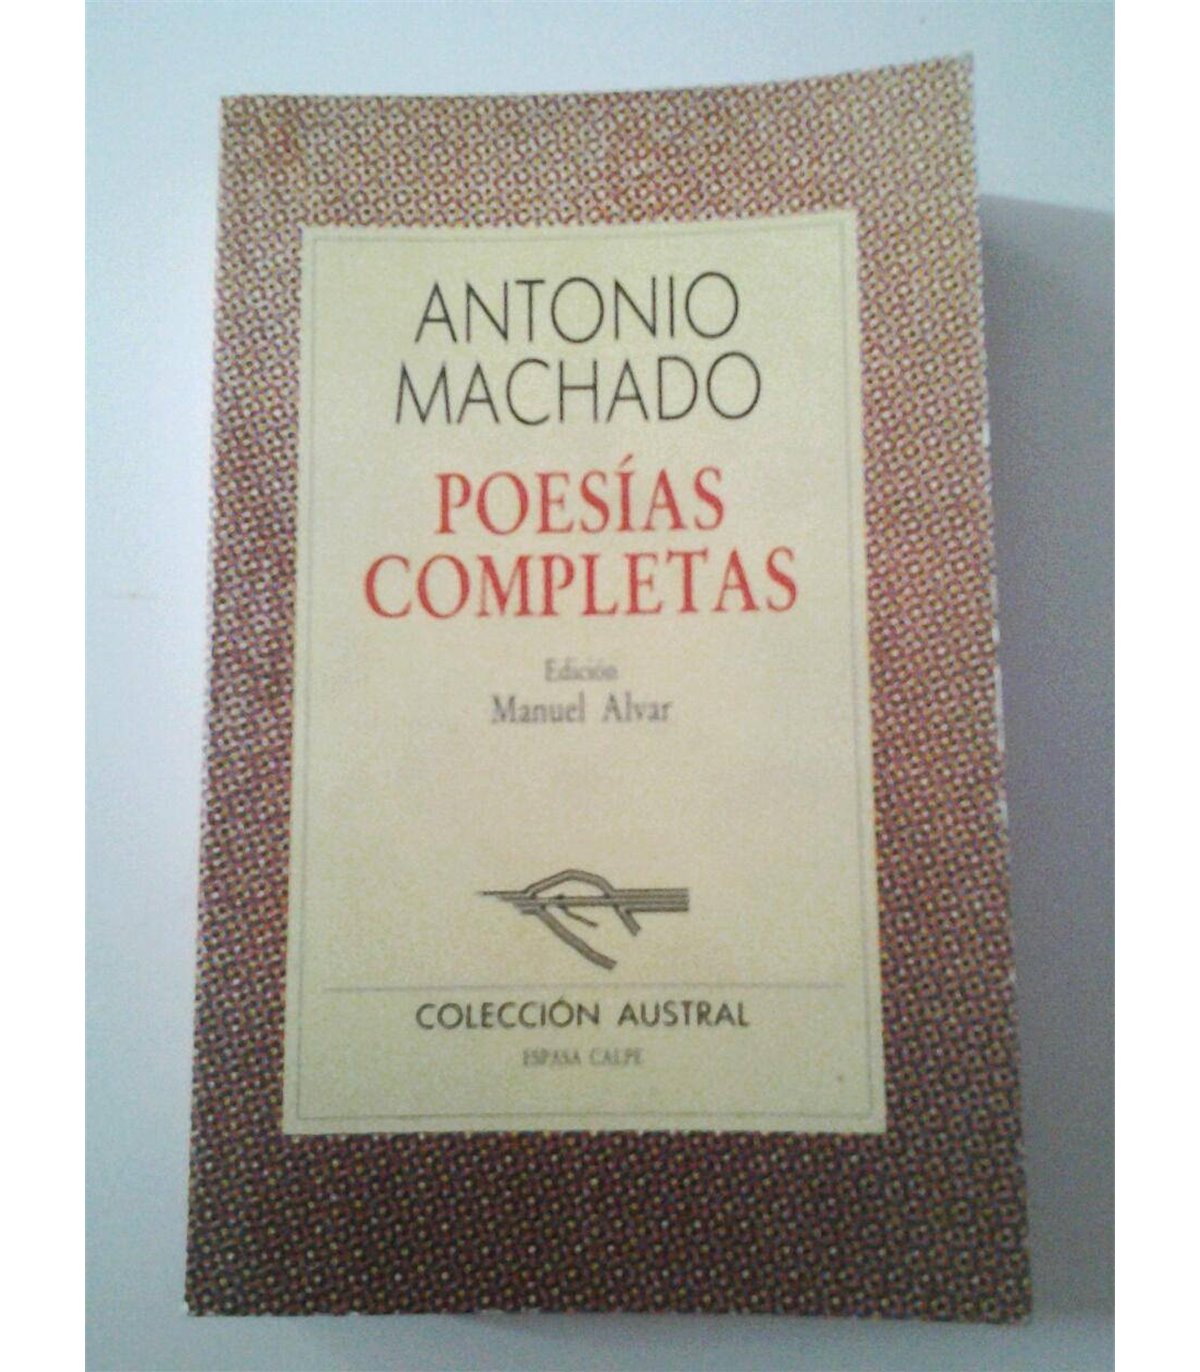 ANTONIO
MACHADO
POESÍAS
COMPLETAS
Edición
Manuel Alvar
COLECCIÓN AUSTRAL
ESPASA CALPE